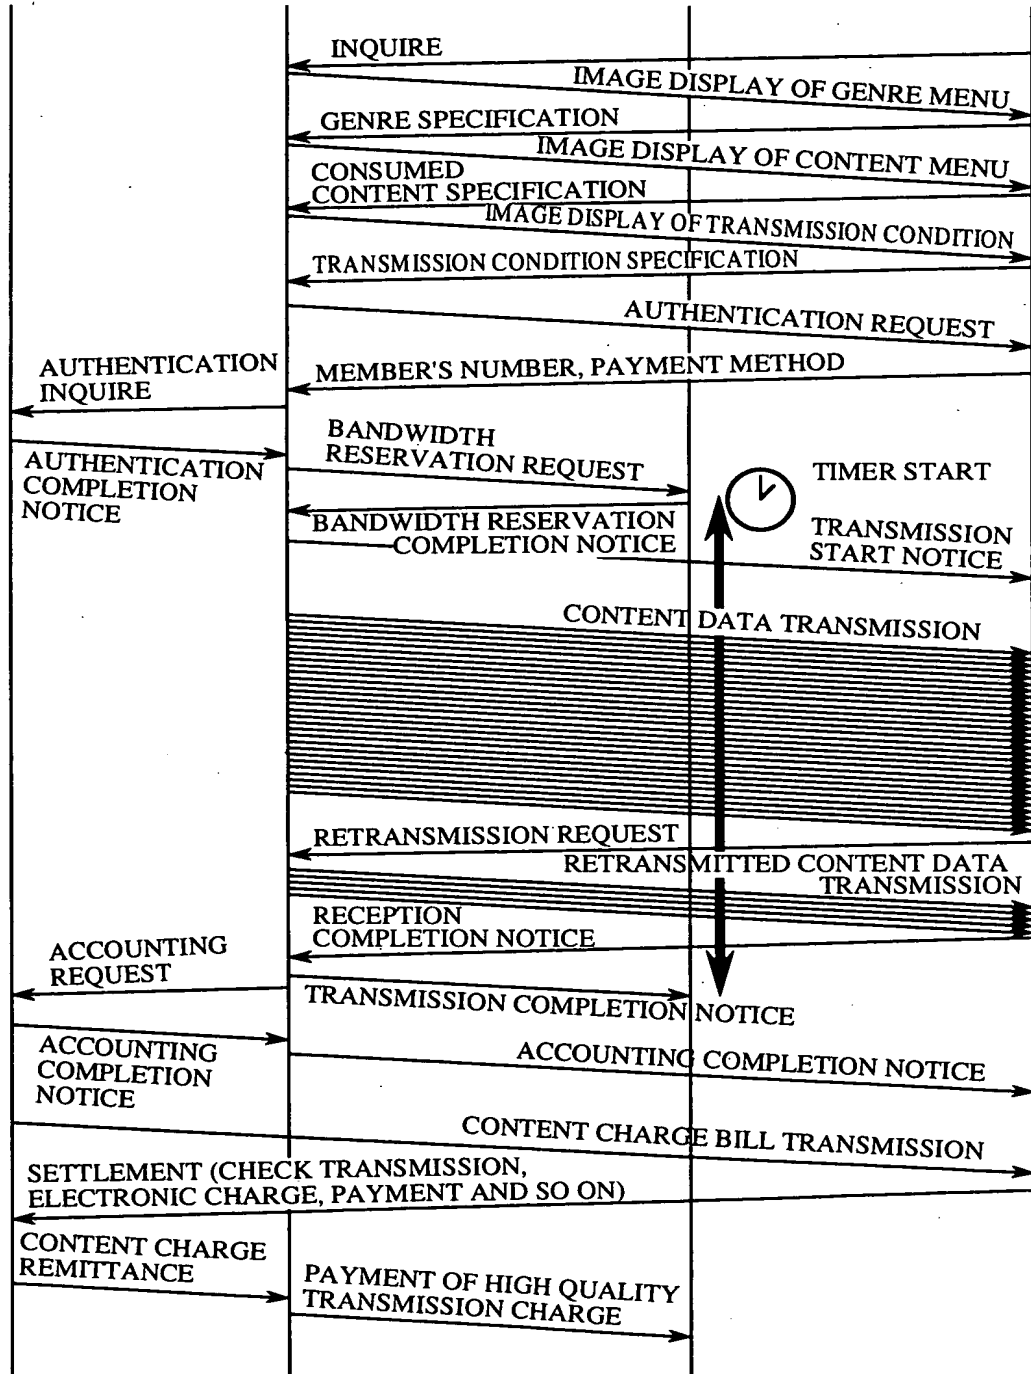 INQUIRE
IMAGE DISPLAY OF GENRE MENU
GENRE SPECIFICATION
IMAGE DISPLAY OF CONTENT MENU
CONSUMED
CONTENT SPECIFICATION
IMAGE DISPLAY OF TRANSMISSION CONDITION
TRANSMISSION CONDITION SPECIFICATION
AUTHENTICATION REQUEST
AUTHENTICATION
INQUIRE
MEMBER'S NUMBER, PAYMENT METHOD
BANDWIDTH
RESERVATION REQUEST
AUTHENTICATION
COMPLETION
NOTICE
TIMER START
BANDWIDTH RESERVATION
COMPLETION NOTICE
TRANSMISSION
START NOTICE
CONTENT DATA TRANSMISSION
RETRANSMISSION REQUEST
RETRANSMITTED CONTENT DATA
TRANSMISSION
RECEPTION
COMPLETION NOTICE
ACCOUNTING
REQUEST
TRANSMISSION COMPLETION NOTICE
ACCOUNTING
COMPLETION
NOTICE
ACCOUNTING COMPLETION NOTICE
CONTENT CHARGE BILL TRANSMISSION
SETTLEMENT (CHECK TRANSMISSION,
ELECTRONIC CHARGE, PAYMENT AND SO ON)
CONTENT CHARGE
REMITTANCE
PAYMENT OF HIGH QUALITY
TRANSMISSION CHARGE